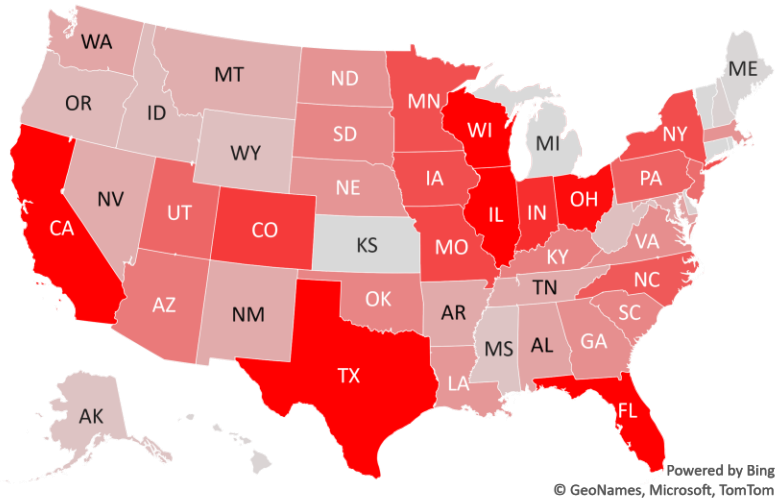 WA
MT
ND
MN
ME
OR
ID
SD
WI
MI
NY
WY
IA
PA
NE
NV
UT
CO
IL
IN
OH
CA
KS
MO
KY
VA
AZ
NM
OK
AR
TN
NC
SC
MS
AL
GA
TX
LA
FL
AK
Powered by Bing
© GeoNames, Microsoft, TomTom